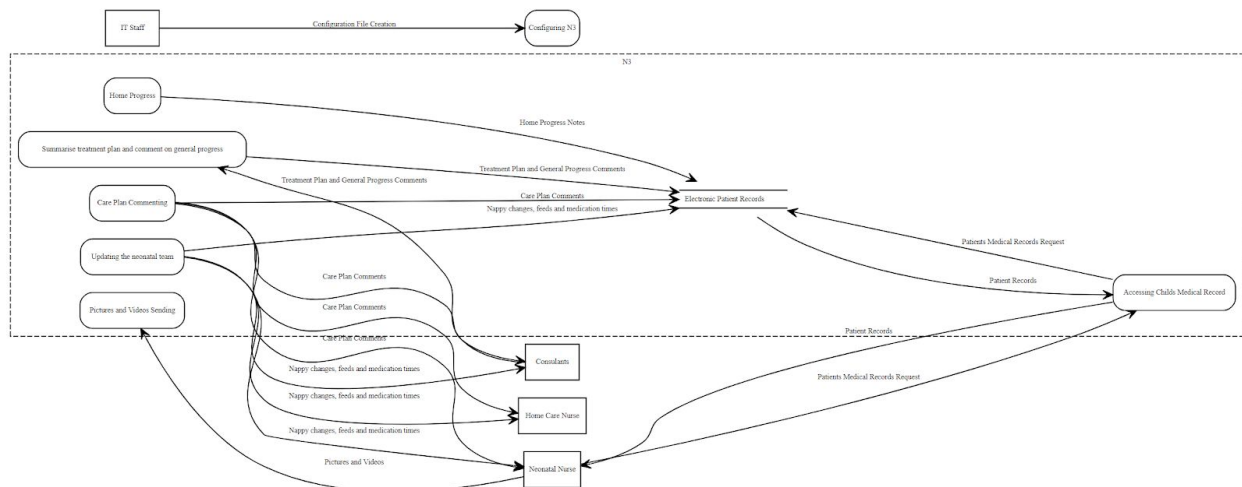 IT Staff
Configuration File Creation
Configuring N3
N3
Home Progress
Home Progress Notes
Summarise treatment plan and comment on general progress
Treatment Plan and General Progress Comments
Treatment Plan and General Progress Comments
Care Plan Commenting
Care Plan Comments
Electronic Patient Records
Nappy changes, feeds and medication times
Patients Medical Records Request
Updating the neonatal team
Care Plan Comments
Patient Records
Accessing Childs Medical Record
Pictures and Videos Sending
Care Plan Comments
Patient Records
Care Plan Comments
Consulants
Nappy changes, feeds and medication times
Patients Medical Records Request
Nappy changes, feeds and medication times
Home Care Nurse
Nappy changes, feeds and medication times
Pictures and Videos
Neonatal Nurse